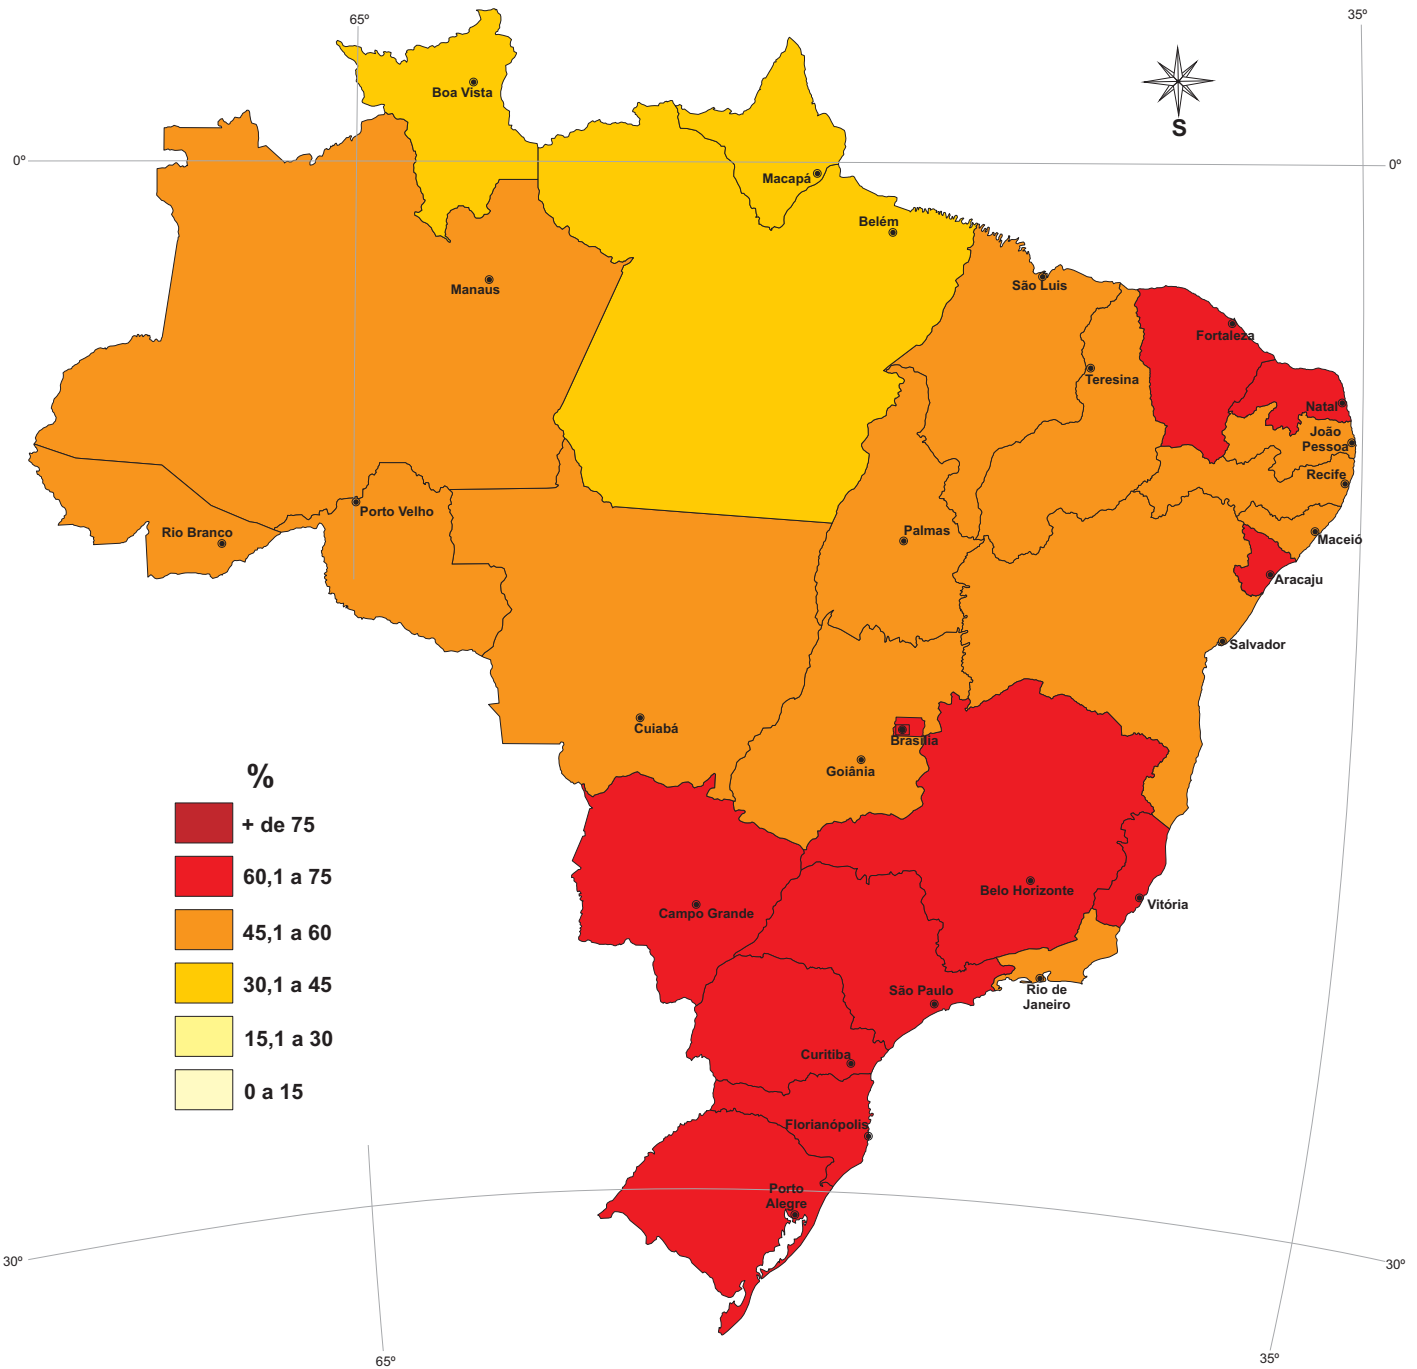 65º
35º
Boa Vista
S
0º
0º
Macapá
Belém
Manaus
São Luis
Fortaleza
Teresina
Natal
João
Pessoa
Recife
Porto Velho
Rio Branco
Palmas
Maceió
Aracaju
Salvador
Cuiabá
Brasília
Goiânia
%
+ de 75
60,1 a 75
45,1 a 60
30,1 a 45
15,1 a 30
0 a 15
Belo Horizonte
Vitória
Campo Grande
São Paulo
Rio de
Janeiro
Curitiba
Florianópolis
Porto
Alegre
30º
30º
65º
35º